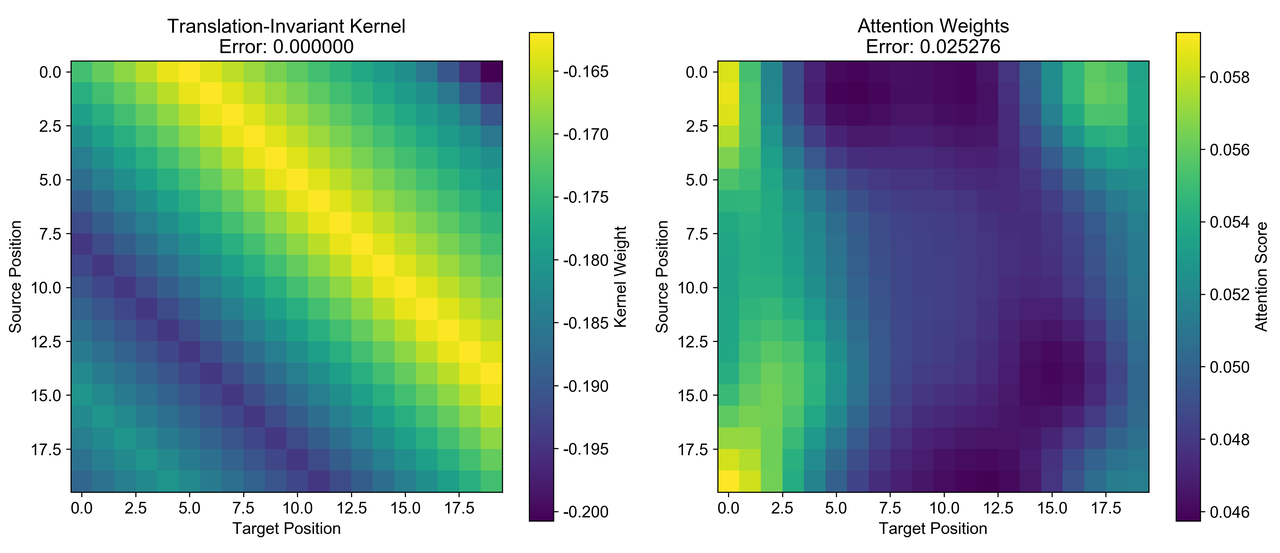 Translation-Invariant Kernel
Error: 0.000000
0.0
2.5
5.0
7.5
10.0
12.5
15.0
17.5
Source Position
0.0 2.5 5.0 7.5 10.0 12.5 15.0 17.5
Target Position
-0.165
-0.170
-0.175
-0.180
-0.185
-0.190
-0.195
-0.200
Kernel Weight
Attention Weights
Error: 0.025276
0.0
2.5
5.0
7.5
10.0
12.5
15.0
17.5
Source Position
0.0 2.5 5.0 7.5 10.0 12.5 15.0 17.5
Target Position
0.058
0.056
0.054
0.052
0.050
0.048
0.046
Attention Score